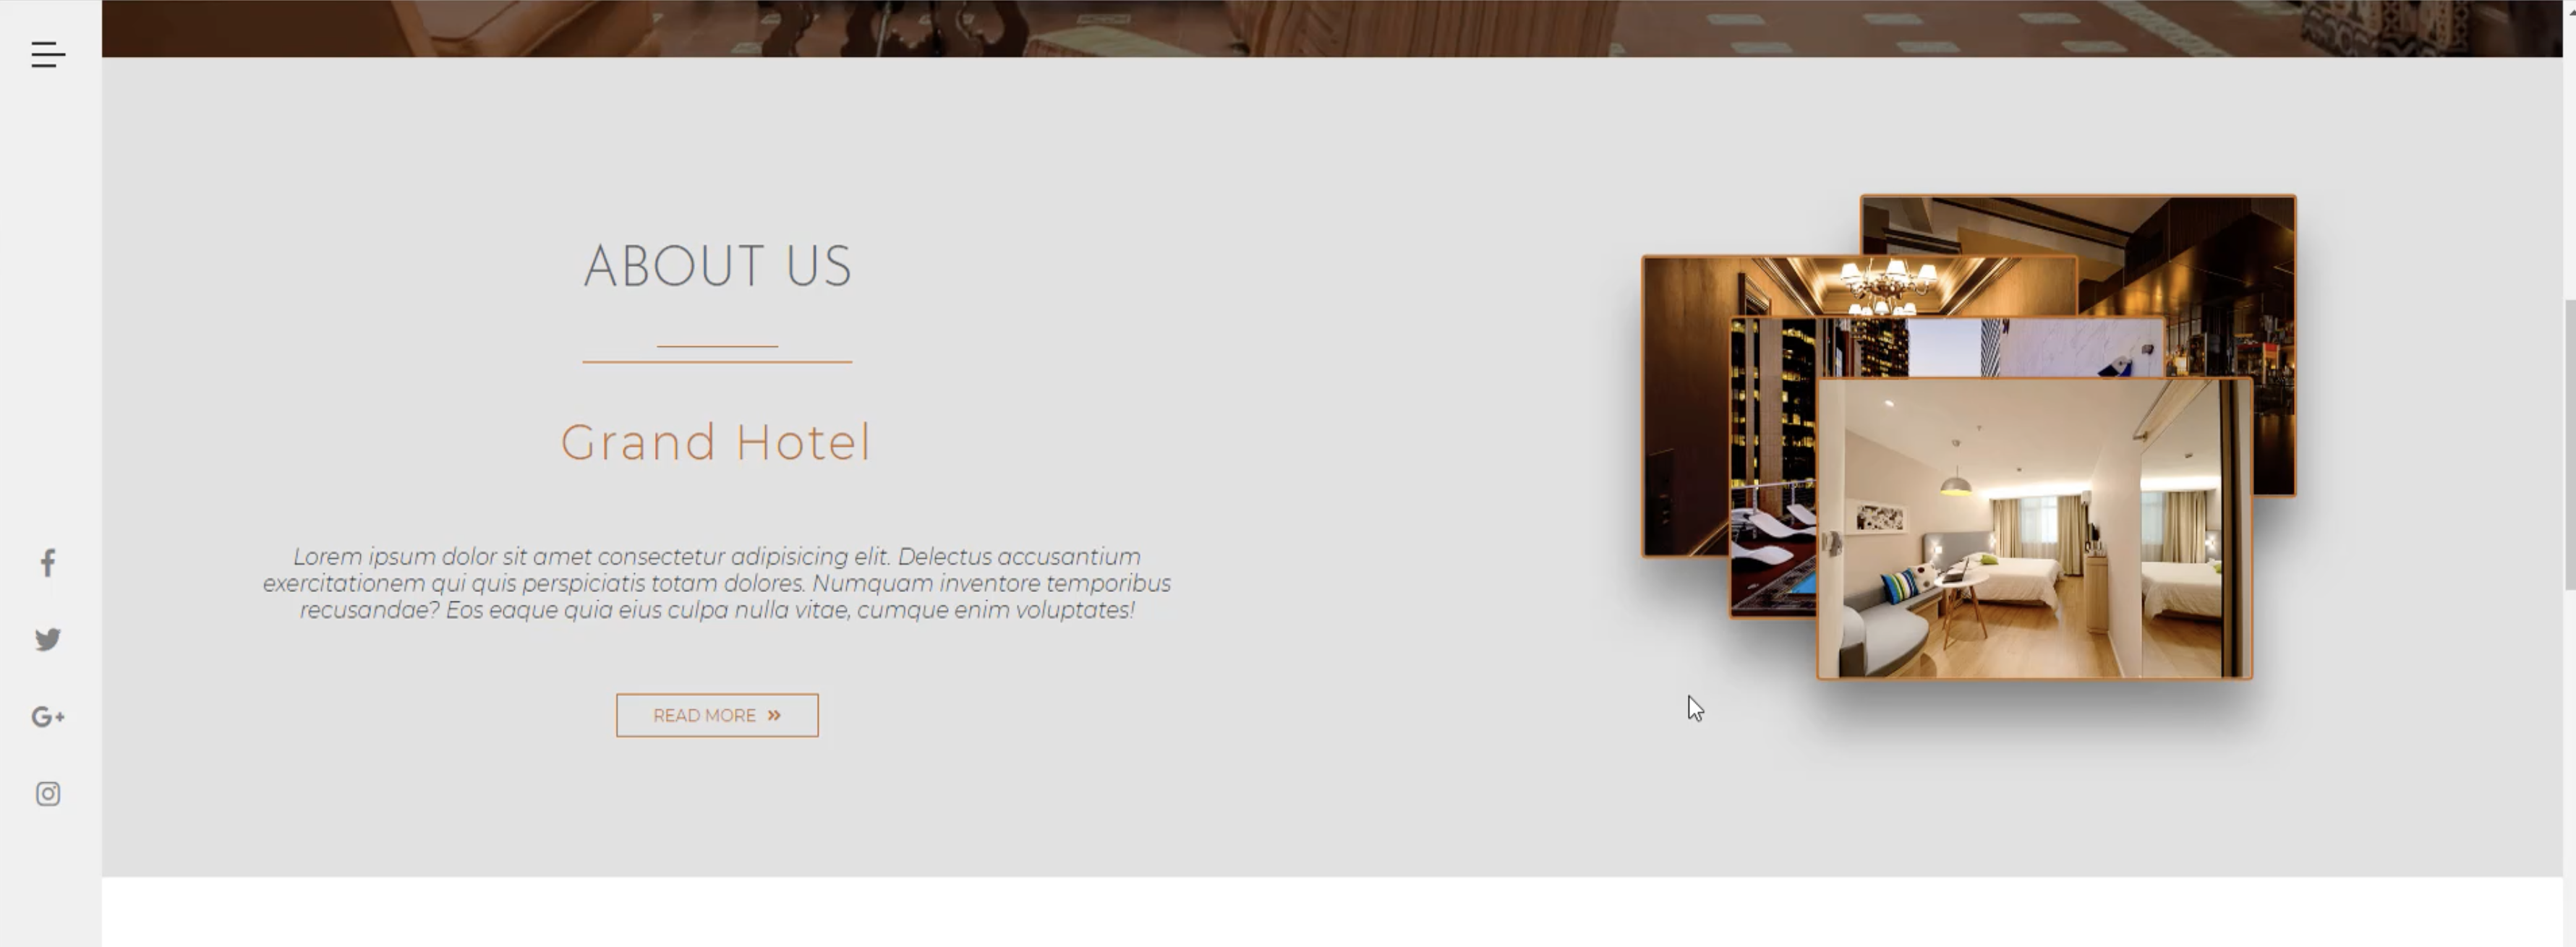 ABOUT US
Grand Hotel
Lorem ipsum dolor sit amet consectetur adipisicing elit. Delectus accusantium
exercitationem qui quis perspiciatis totam dolores. Numquam inventore temporibus
recusandae? Eos eaque quia eius culpa nulla vitae, cumque enim voluptates!
READ MORE »
G+